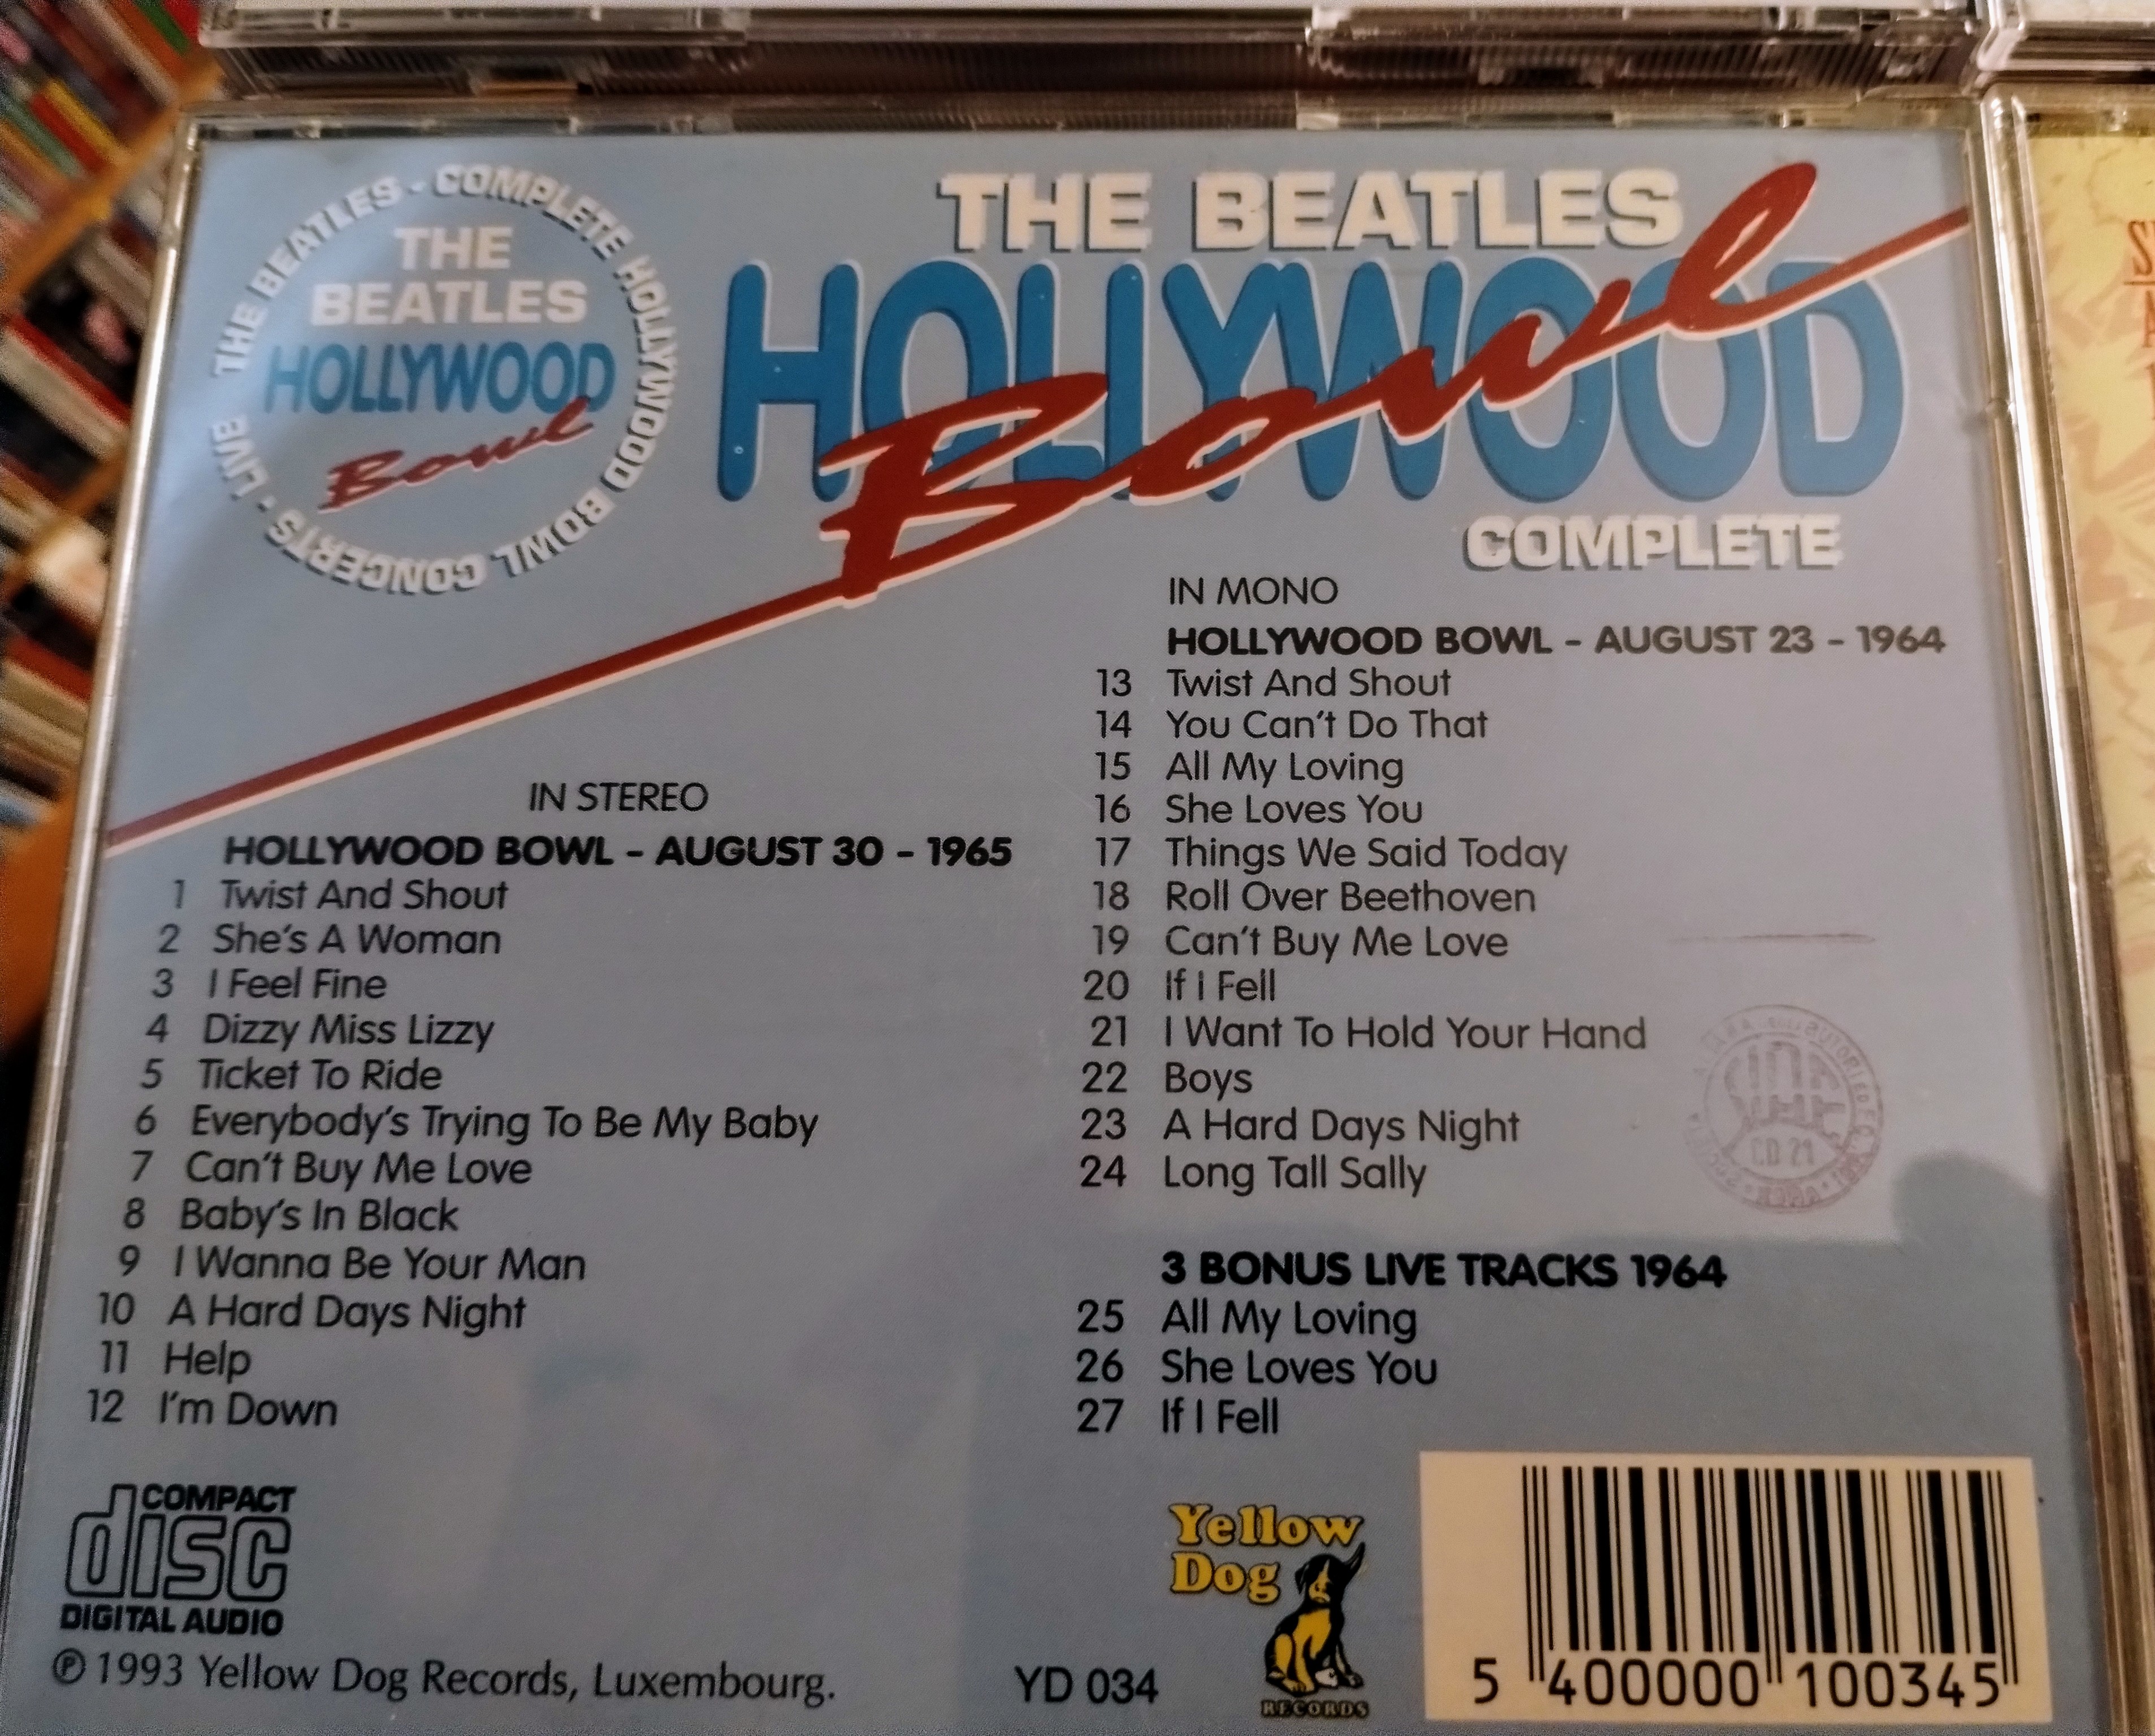 THE BEATLES - COMPLETE HOLLYWOOD BOWL CONCERTS - LIVE
THE
BEATLES
HOLLYWOOD
Bowl
THE BEATLES
HOLLYWOOD
Bowl
COMPLETE
IN STEREO
HOLLYWOOD BOWL – AUGUST 30 – 1965
1 Twist And Shout
2 She's A Woman
3 I Feel Fine
4 Dizzy Miss Lizzy
5 Ticket To Ride
6 Everybody's Trying To Be My Baby
7 Can't Buy Me Love
8 Baby's In Black
9 I Wanna Be Your Man
10 A Hard Days Night
11 Help
12 I'm Down
IN MONO
HOLLYWOOD BOWL – AUGUST 23 – 1964
13 Twist And Shout
14 You Can't Do That
15 All My Loving
16 She Loves You
17 Things We Said Today
18 Roll Over Beethoven
19 Can't Buy Me Love
20 If I Fell
21 I Want To Hold Your Hand
22 Boys
23 A Hard Days Night
24 Long Tall Sally
CD 21
3 BONUS LIVE TRACKS 1964
25 All My Loving
26 She Loves You
27 If I Fell
COMPACT
disc
DIGITAL AUDIO
℗ 1993 Yellow Dog Records, Luxembourg.
YD 034
Yellow
Dog
RECORDS
5 400000 100345